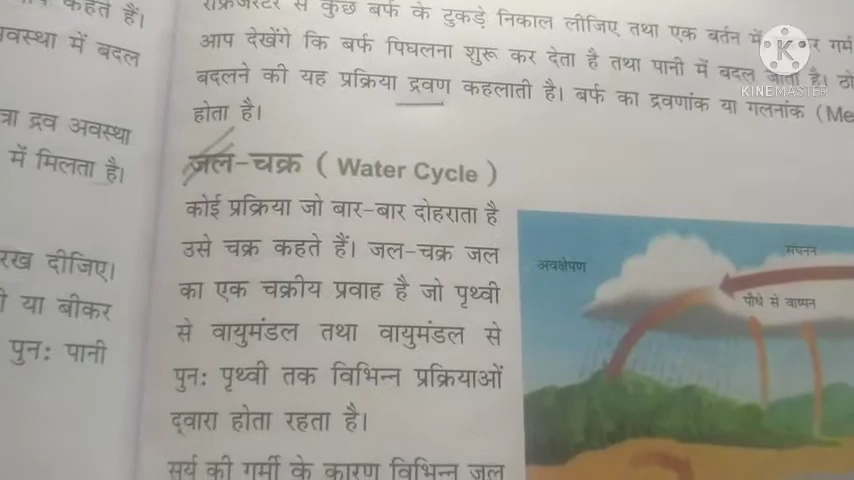 कहते हैं।
अवस्था में बदल
द्रव अवस्था
में मिलता है।
रख दीजिए।
या बीकर
पुनः पानी
से कुछ बर्फ के टुकड़े निकाल लीजिए तथा एक बर्तन में गर्म
आप देखेंगे कि बर्फ पिघलना शुरू कर देता है तथा पानी में बदल जाता है।
बदलने की यह प्रक्रिया द्रवण कहलाती है। बर्फ का द्रवणांक या गलनांक (Me
होता है।
जल-चक्र ( Water Cycle )
कोई प्रक्रिया जो बार-बार दोहराता है
उसे चक्र कहते हैं। जल-चक्र जल
का एक चक्रीय प्रवाह है जो पृथ्वी
से वायुमंडल तथा वायुमंडल से
पुनः पृथ्वी तक विभिन्न प्रक्रियाओं
द्वारा होता रहता है।
सूर्य की गर्मी के कारण विभिन्न जल
अवक्षेपण
संघनन
पौधे से वाष्पन
KINEMASTER